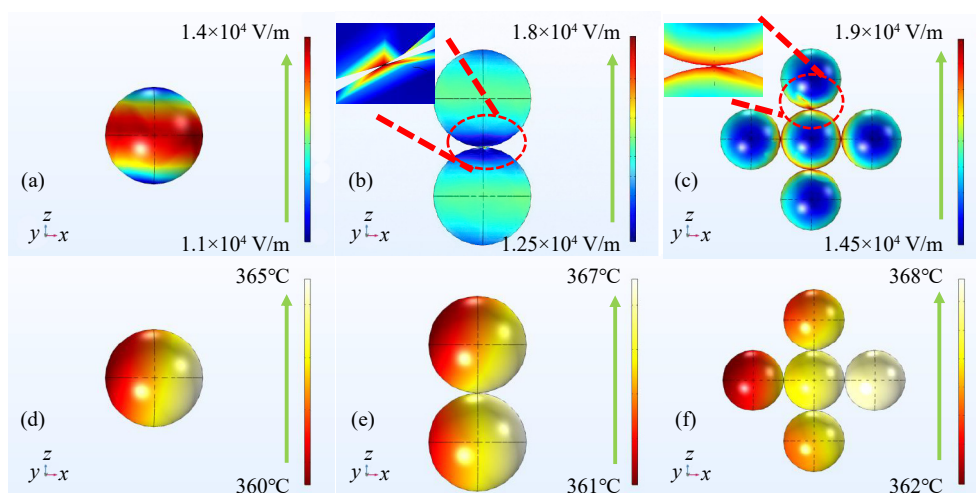 1.4×10⁴ V/m
(a)
z
y x
1.1×10⁴ V/m
1.8×10⁴ V/m
(b)
z
y x
1.25×10⁴ V/m
1.9×10⁴ V/m
(c)
z
y x
1.45×10⁴ V/m
365℃
(d)
z
y x
360℃
367℃
(e)
z
y x
361℃
368℃
(f)
z
y x
362℃